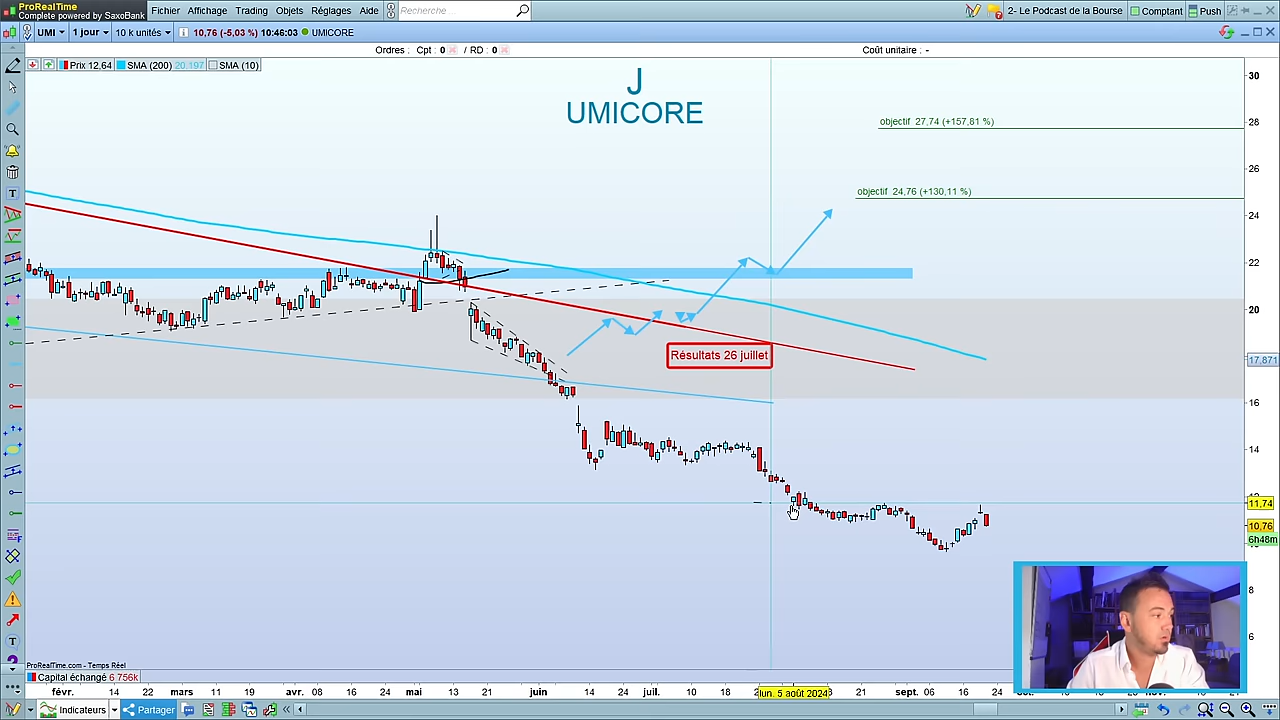 ProRealTime
Complete powered by SaxoBank
Fichier Affichage Trading Objets Réglages Aide
Recherche
2- Le Podcast de la Bourse
Comptant
Push
UMI 1 jour 10 k unités
10,76 (-5,03 %) 10:46:03 UMICORE
Ordres : Cpt : 0 / RD : 0
Coût unitaire : -
Prix 12,64 SMA (200) 20,197 SMA (10)
J
UMICORE
30
28
objectif 27,74 (+157,81 %)
objectif 24,76 (+130,11 %)
24
22
20
17,871
Résultats 26 juillet
16
14
11,74
10,76
6h48m
8
6
ProRealTime.com - Temps Réel
Capital échangé 6 756k
févr. 14 22 mars 11 19 avr. 08 16 mai 13 21 juin 14 24 juil. 10 18 lun. 5 août 2024 21 sept. 06 16 24
Indicateurs
Partager